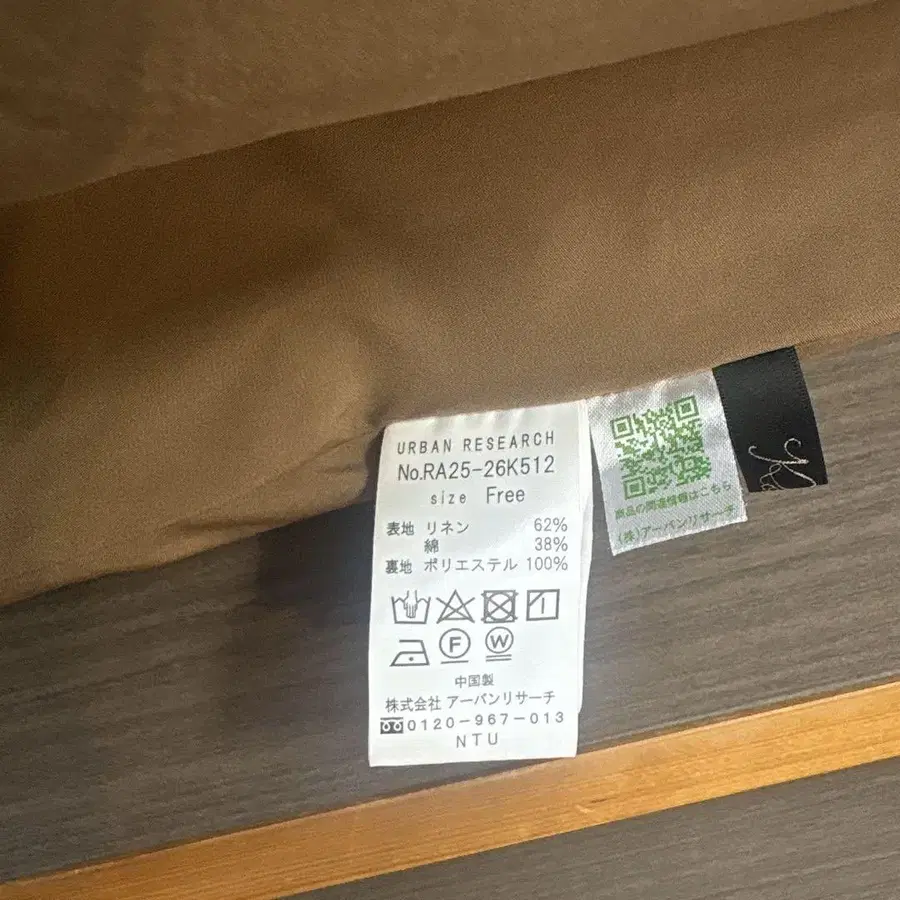 URBAN RESEARCH
No.RA25-26K512
size Free
表地 リネン 62%
綿 38%
裏地 ポリエステル 100%
F W
中国製
株式会社 アーバンリサーチ
0120-967-013
NTU
商品の関連情報はこちら
(株)アーバンリサーチ